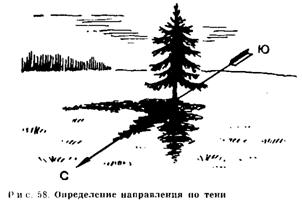 Ю
С
Рис. 58. Определение направления по тени